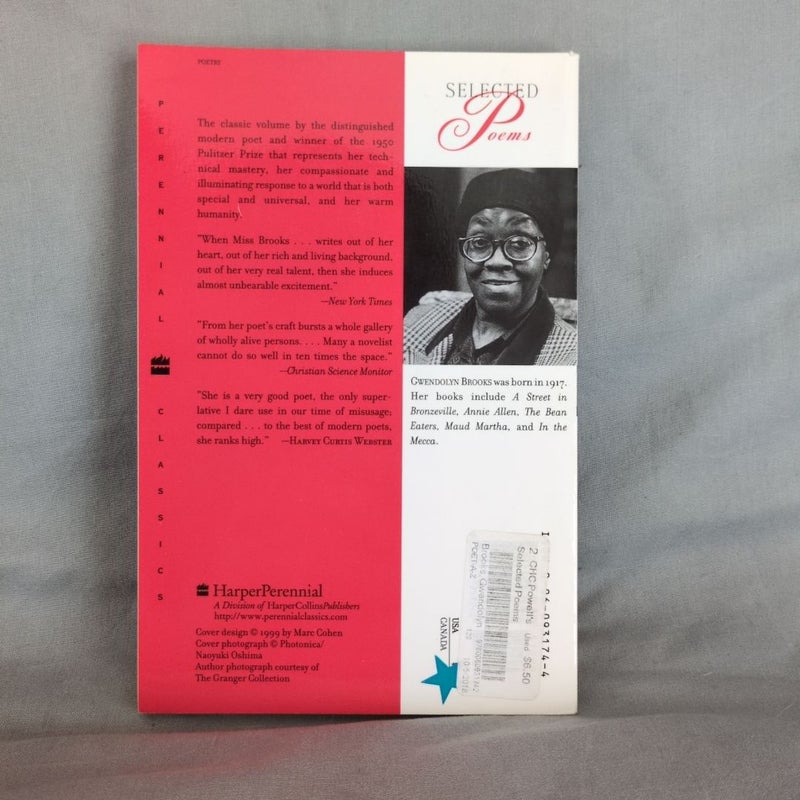 POETRY
PERENNIAL
CLASSICS
The classic volume by the distinguished
modern poet and winner of the 1950
Pulitzer Prize that represents her tech-
nical mastery, her compassionate and
illuminating response to a world that is both
special and universal, and her warm
humanity.
"When Miss Brooks . . . writes out of her
heart, out of her rich and living background,
out of her very real talent, then she induces
almost unbearable excitement."
—New York Times
"From her poet's craft bursts a whole gallery
of wholly alive persons. . . . Many a novelist
cannot do so well in ten times the space."
—Christian Science Monitor
"She is a very good poet, the only super-
lative I dare use in our time of misusage;
compared . . . to the best of modern poets,
she ranks high." —HARVEY CURTIS WEBSTER
HarperPerennial
A Division of HarperCollinsPublishers
http://www.perennialclassics.com
Cover design © 1999 by Marc Cohen
Cover photograph © Photonica/
Naoyuki Oshima
Author photograph courtesy of
The Granger Collection
SELECTED
Poems
GWENDOLYN BROOKS was born in 1917.
Her books include A Street in
Bronzeville, Annie Allen, The Bean
Eaters, Maud Martha, and In the
Mecca.
2 CHC Powell's Used $6.50
Selected Poems
Brooks, Gwendolyn
POET-A-Z
USA
CANADA